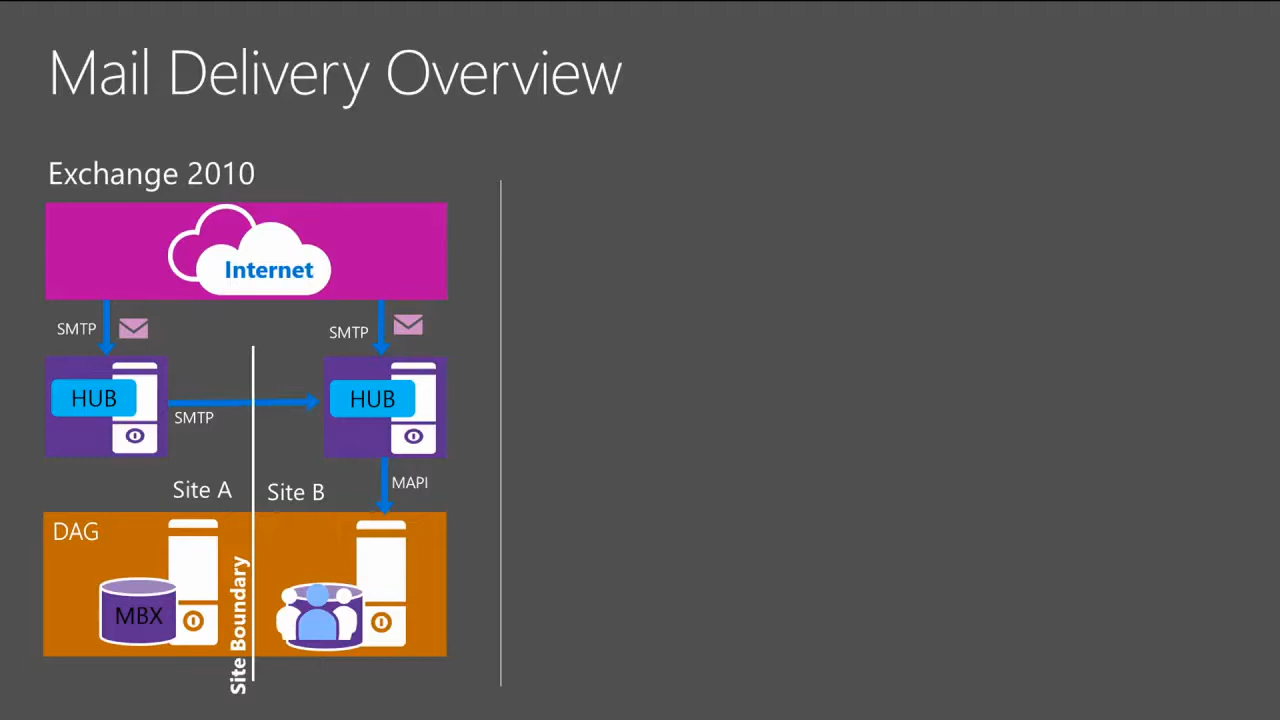 Mail Delivery Overview
Exchange 2010
Internet
SMTP
SMTP
HUB
HUB
SMTP
MAPI
Site A
Site B
DAG
MBX
Site Boundary